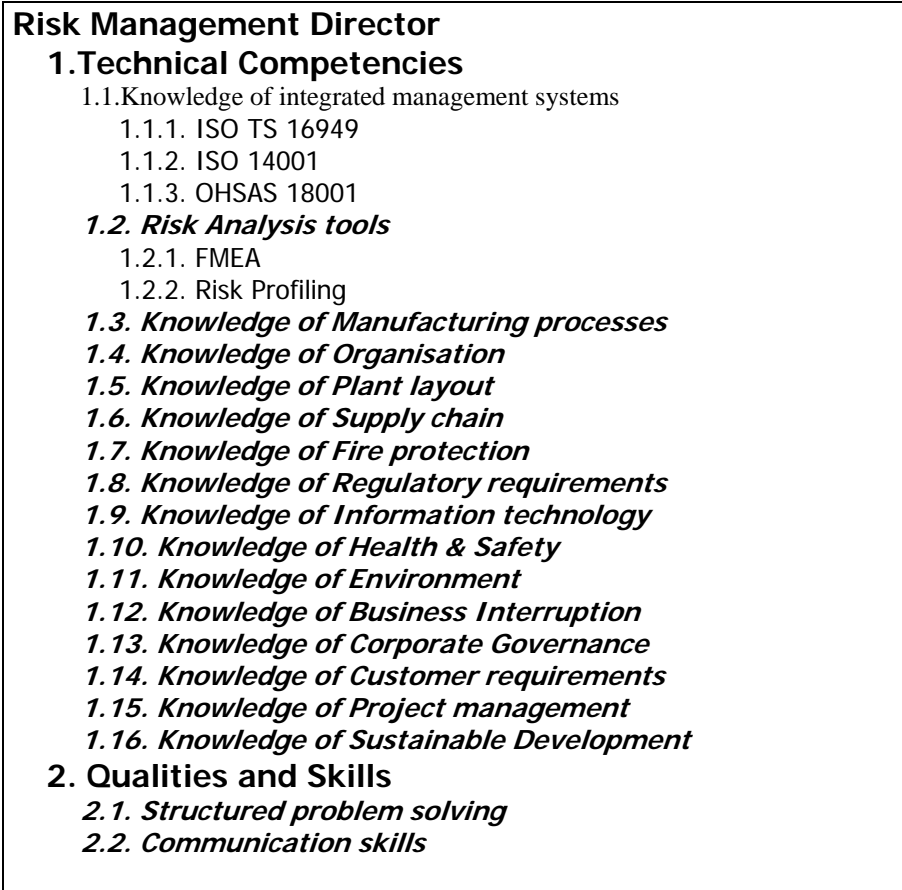 Risk Management Director
1.Technical Competencies
1.1.Knowledge of integrated management systems
1.1.1. ISO TS 16949
1.1.2. ISO 14001
1.1.3. OHSAS 18001
1.2. Risk Analysis tools
1.2.1. FMEA
1.2.2. Risk Profiling
1.3. Knowledge of Manufacturing processes
1.4. Knowledge of Organisation
1.5. Knowledge of Plant layout
1.6. Knowledge of Supply chain
1.7. Knowledge of Fire protection
1.8. Knowledge of Regulatory requirements
1.9. Knowledge of Information technology
1.10. Knowledge of Health & Safety
1.11. Knowledge of Environment
1.12. Knowledge of Business Interruption
1.13. Knowledge of Corporate Governance
1.14. Knowledge of Customer requirements
1.15. Knowledge of Project management
1.16. Knowledge of Sustainable Development
2. Qualities and Skills
2.1. Structured problem solving
2.2. Communication skills